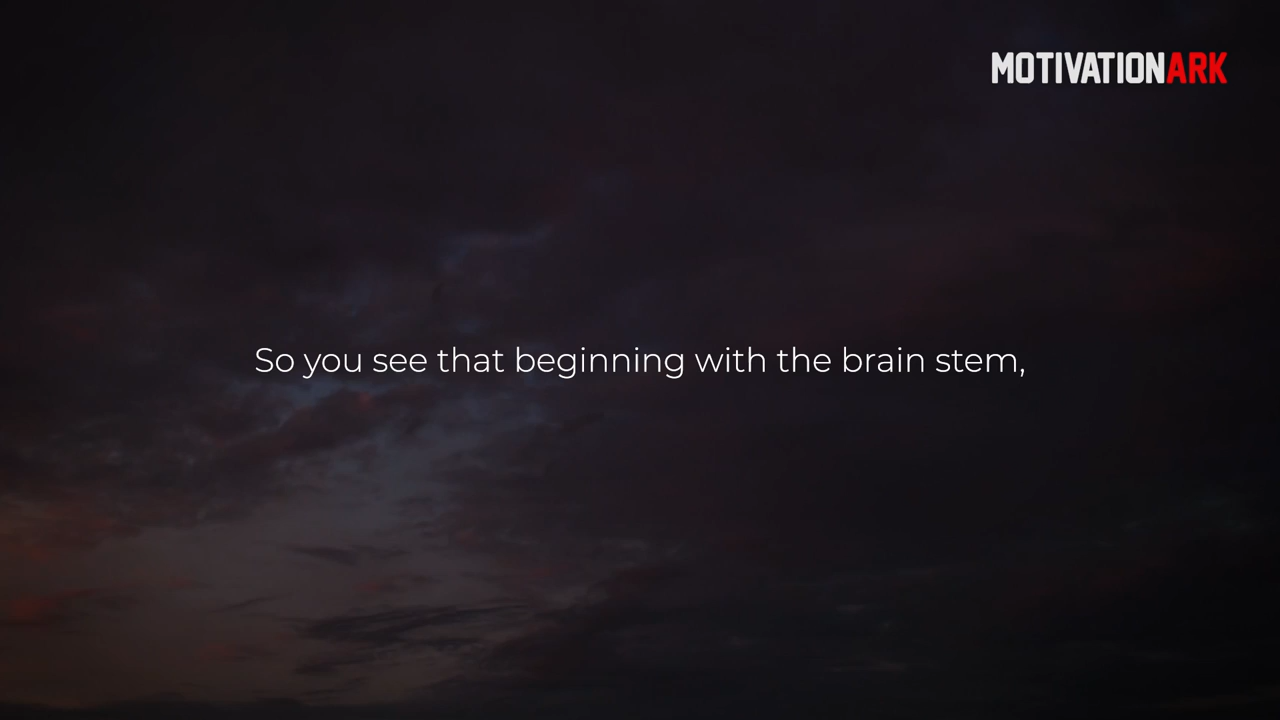 MOTIVATIONARK
So you see that beginning with the brain stem,